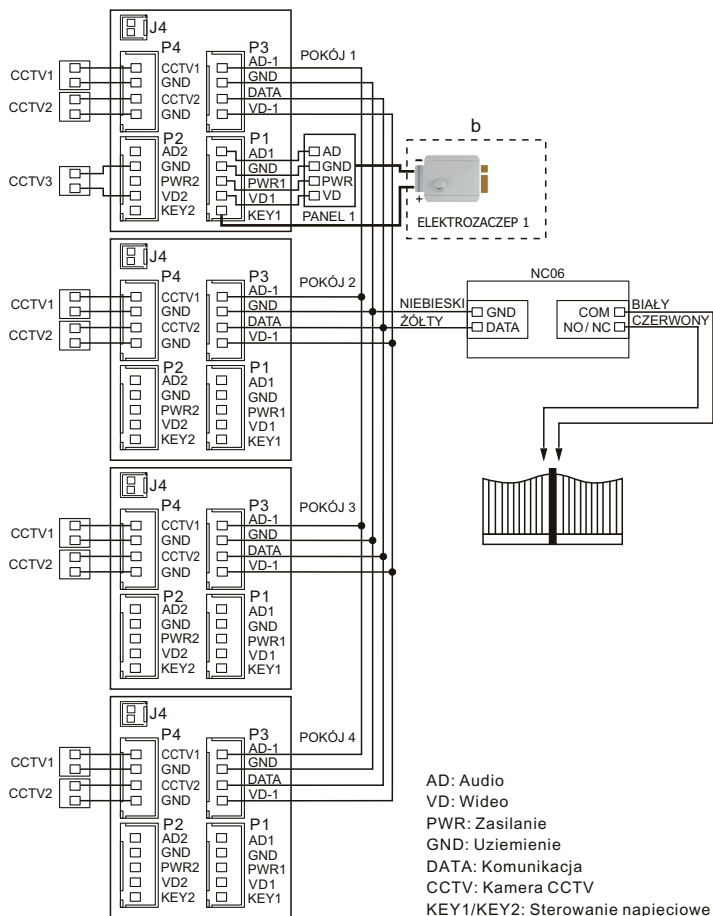 J4
P4
P3
CCTV1
GND
CCTV2
GND
AD-1
GND
DATA
VD-1
POKÓJ 1
CCTV1
CCTV2
CCTV3
P2
P1
AD2
GND
PWR2
VD2
KEY2
AD1
GND
PWR1
VD1
KEY1
AD
GND
PWR
VD
PANEL 1
b
-
+
ELEKTROZACZEP 1
J4
P4
P3
CCTV1
GND
CCTV2
GND
AD-1
GND
DATA
VD-1
POKÓJ 2
CCTV1
CCTV2
P2
P1
AD2
GND
PWR2
VD2
KEY2
AD1
GND
PWR1
VD1
KEY1
NC06
NIEBIESKI
ŻÓŁTY
GND
DATA
COM
NO/ NC
BIAŁY
CZERWONY
J4
P4
P3
CCTV1
GND
CCTV2
GND
AD-1
GND
DATA
VD-1
POKÓJ 3
CCTV1
CCTV2
P2
P1
AD2
GND
PWR2
VD2
KEY2
AD1
GND
PWR1
VD1
KEY1
J4
P4
P3
CCTV1
GND
CCTV2
GND
AD-1
GND
DATA
VD-1
POKÓJ 4
CCTV1
CCTV2
P2
P1
AD2
GND
PWR2
VD2
KEY2
AD1
GND
PWR1
VD1
KEY1
AD: Audio
VD: Wideo
PWR: Zasilanie
GND: Uziemienie
DATA: Komunikacja
CCTV: Kamera CCTV
KEY1/KEY2: Sterowanie napięciowe